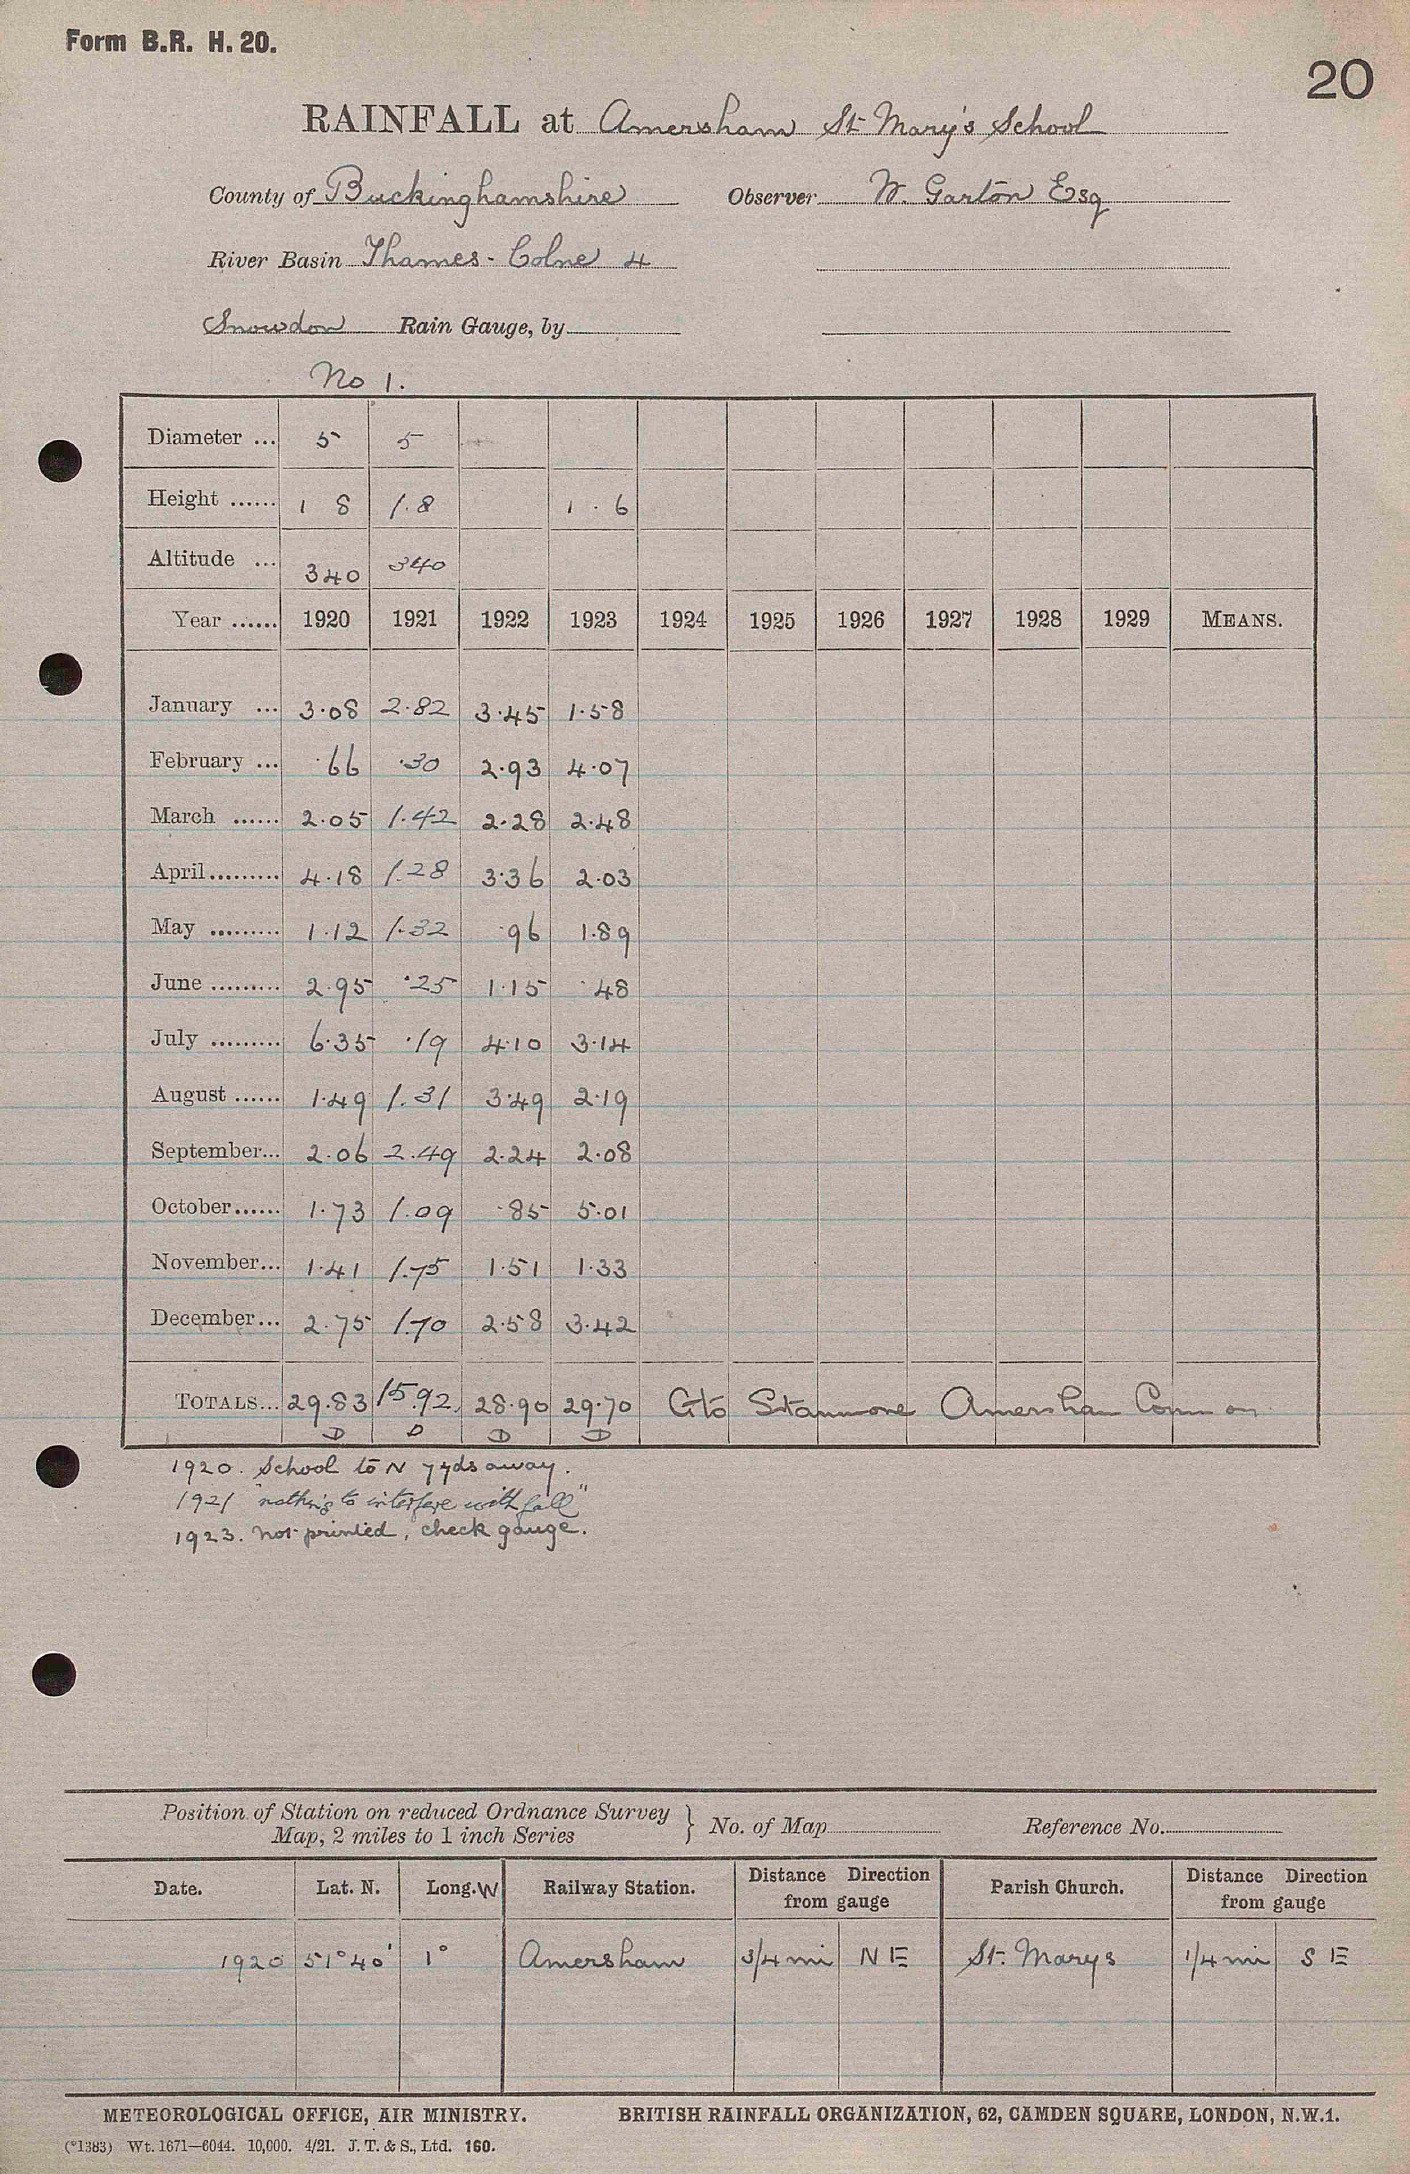 Form B.R. H. 20.
20
RAINFALL at Amersham St Mary's School
County of Buckinghamshire Observer W. Garton Esq
River Basin Thames - Colne 4
Snowdon Rain Gauge, by
No 1.
Diameter ... 5 5
Height ...... 1 8 1.8 1.6
Altitude ... 340 340
Year ...... 1920 1921 1922 1923 1924 1925 1926 1927 1928 1929 MEANS.
January ... 3.08 2.82 3.45 1.58
February ... .66 .30 2.93 4.07
March ...... 2.05 1.42 2.28 2.48
April ......... 4.18 1.28 3.36 2.03
May ......... 1.12 1.32 .96 1.89
June ......... 2.95 .25 1.15 .48
July ......... 6.35 .19 4.10 3.14
August ...... 1.49 1.31 3.49 2.19
September... 2.06 2.49 2.24 2.08
October...... 1.73 1.09 .85 5.01
November... 1.41 1.75 1.51 1.33
December... 2.75 1.70 2.58 3.42
TOTALS... 29.83 15.92 28.90 29.70 Cto Stanmore Amersham Common
D D D D
1920. School to N 7 yds away.
1921 "nothing to interfere with fall"
1923. not printed, check gauge.
Position of Station on reduced Ordnance Survey Map, 2 miles to 1 inch Series } No. of Map Reference No.
Date. Lat. N. Long. W Railway Station. Distance Direction from gauge Parish Church. Distance Direction from gauge
1920 51° 40' 1° Amersham 3/4 mi N E St. Marys 1/4 mi S E
METEOROLOGICAL OFFICE, AIR MINISTRY. BRITISH RAINFALL ORGANIZATION, 62, CAMDEN SQUARE, LONDON, N.W.1.
(*1383) Wt. 1671—6044. 10,000. 4/21. J. T. & S., Ltd. 160.